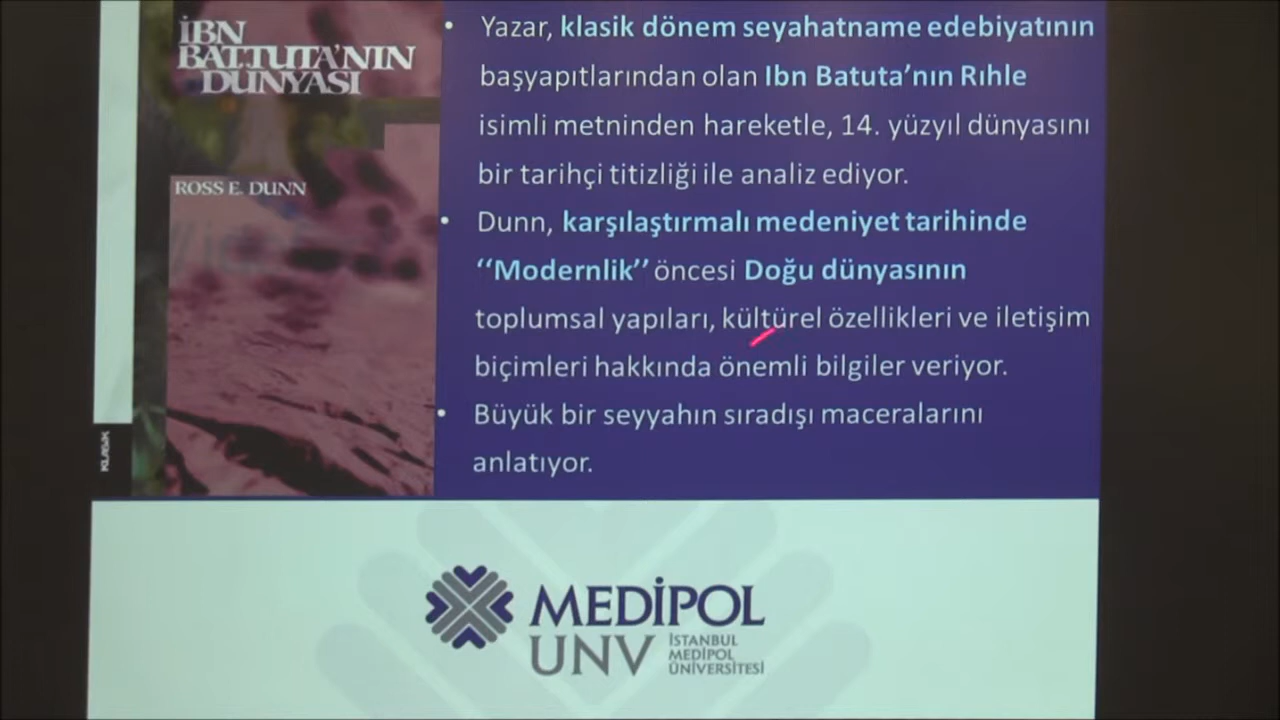 İBN
BATTUTA'NIN
DÜNYASI
ROSS E. DUNN
KLASİK
• Yazar, klasik dönem seyahatname edebiyatının
başyapıtlarından olan Ibn Batuta’nın Rıhle
isimli metninden hareketle, 14. yüzyıl dünyasını
bir tarihçi titizliği ile analiz ediyor.
• Dunn, karşılaştırmalı medeniyet tarihinde
‘‘Modernlik’’ öncesi Doğu dünyasının
toplumsal yapıları, kültürel özellikleri ve iletişim
biçimleri hakkında önemli bilgiler veriyor.
• Büyük bir seyyahın sıradışı maceralarını
anlatıyor.
MEDİPOL
UNV
İSTANBUL
MEDİPOL
ÜNİVERSİTESİ